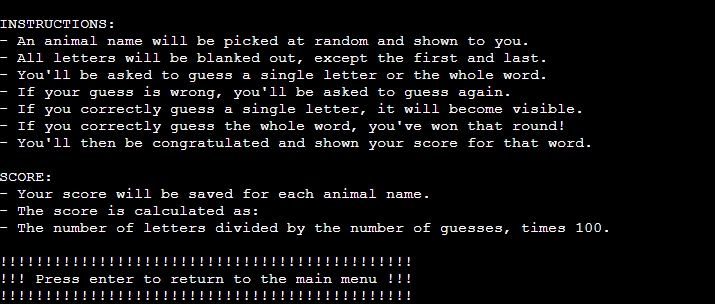 INSTRUCTIONS:
- An animal name will be picked at random and shown to you.
- All letters will be blanked out, except the first and last.
- You'll be asked to guess a single letter or the whole word.
- If your guess is wrong, you'll be asked to guess again.
- If you correctly guess a single letter, it will become visible.
- If you correctly guess the whole word, you've won that round!
- You'll then be congratulated and shown your score for that word.
SCORE:
- Your score will be saved for each animal name.
- The score is calculated as:
- The number of letters divided by the number of guesses, times 100.
!!!!!!!!!!!!!!!!!!!!!!!!!!!!!!!!!!!!!!!!!!!!!!!
!!! Press enter to return to the main menu !!!
!!!!!!!!!!!!!!!!!!!!!!!!!!!!!!!!!!!!!!!!!!!!!!!